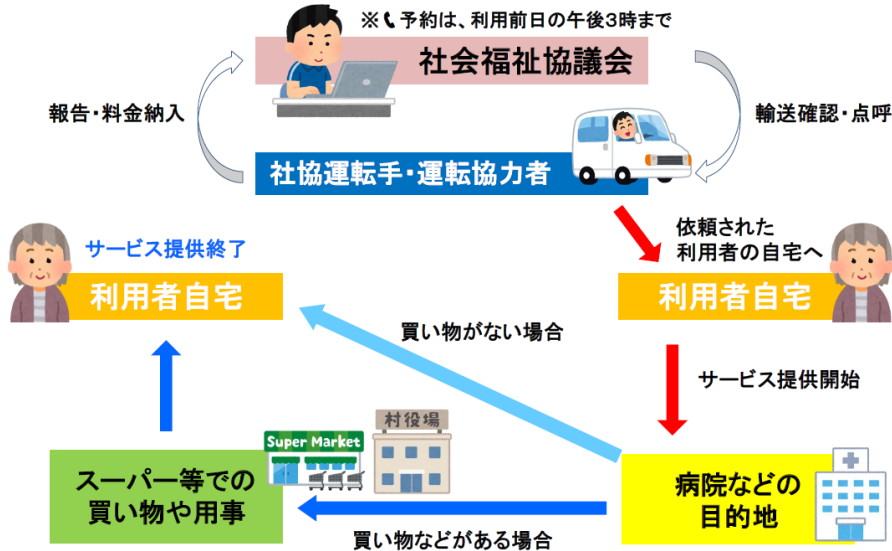 ※📞予約は、利用前日の午後3時まで
社会福祉協議会
報告・料金納入
輸送確認・点呼
社協運転手・運転協力者
依頼された
利用者の自宅へ
サービス提供終了
利用者自宅
利用者自宅
買い物がない場合
サービス提供開始
村役場
Super Market
スーパー等での
買い物や用事
病院などの
目的地
買い物などがある場合